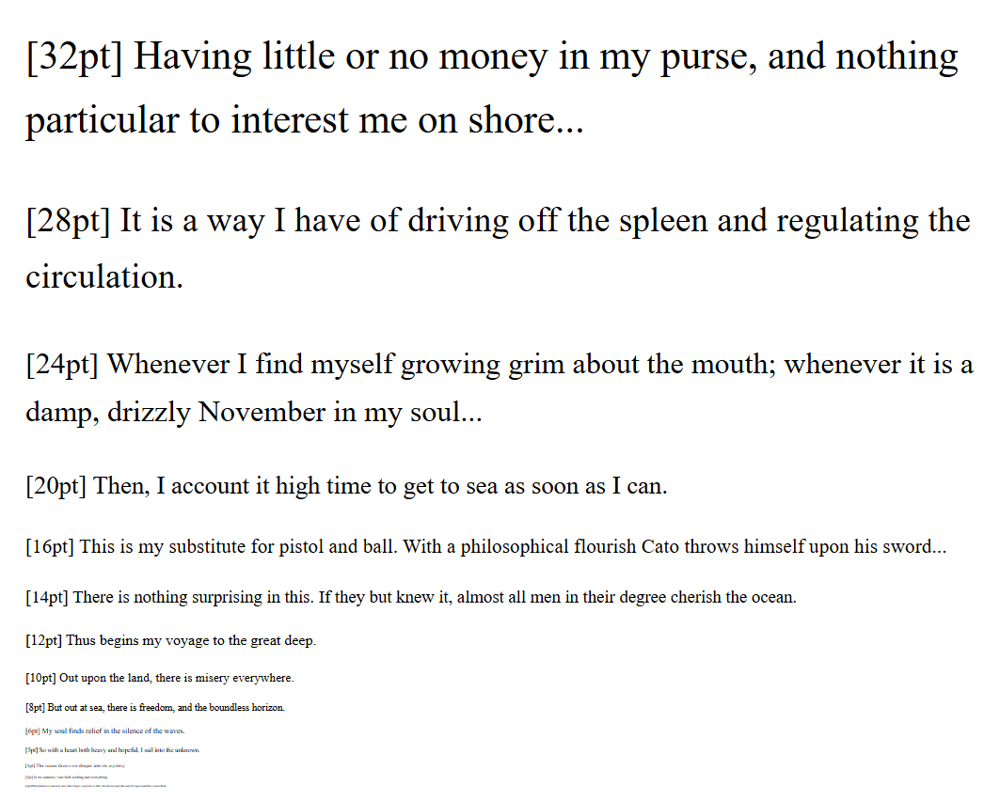 [32pt] Having little or no money in my purse, and nothing
particular to interest me on shore...
[28pt] It is a way I have of driving off the spleen and regulating the
circulation.
[24pt] Whenever I find myself growing grim about the mouth; whenever it is a
damp, drizzly November in my soul...
[20pt] Then, I account it high time to get to sea as soon as I can.
[16pt] This is my substitute for pistol and ball. With a philosophical flourish Cato throws himself upon his sword...
[14pt] There is nothing surprising in this. If they but knew it, almost all men in their degree cherish the ocean.
[12pt] Thus begins my voyage to the great deep.
[10pt] Out upon the land, there is misery everywhere.
[8pt] But out at sea, there is freedom, and the boundless horizon.
[6pt] My soul finds relief in the silence of the waves.
[5pt] So with a heart both heavy and hopeful, I sail into the unknown.
[4pt] The ocean draws me deeper into its mystery.
[3pt] In its vastness, I am both nothing and everything.